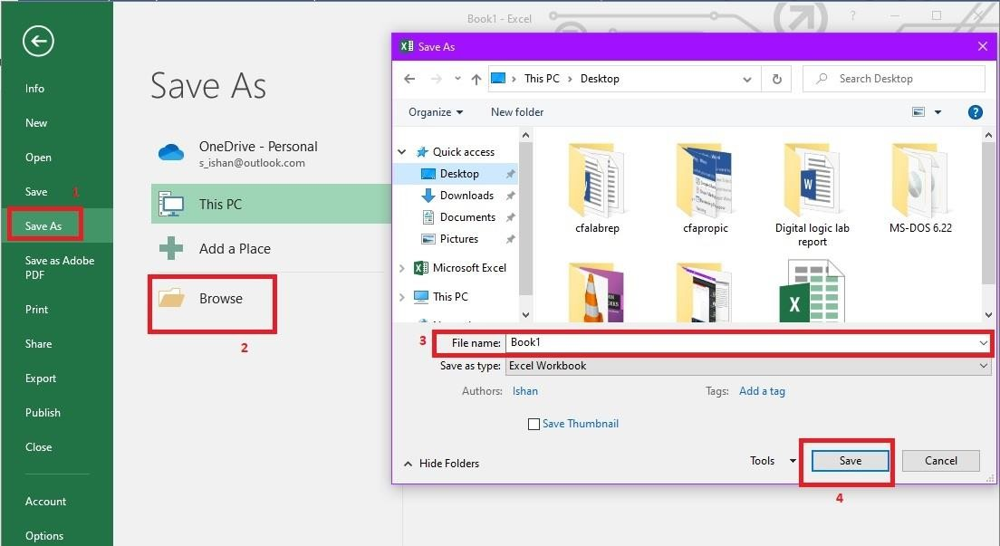 Book1 - Excel
?
Info
New
Open
Save
1
Save As
Save as Adobe
PDF
Print
Share
Export
Publish
Close
Account
Options
Save As
OneDrive - Personal
s_ishan@outlook.com
This PC
Add a Place
Browse
2
Save As
This PC > Desktop
Search Desktop
Organize
New folder
?
Quick access
Desktop
Downloads
Documents
Pictures
Microsoft Excel
This PC
cfalabrep
cfapropic
Digital logic lab
report
MS-DOS 6.22
3
File name: Book1
Save as type: Excel Workbook
Authors: Ishan
Tags: Add a tag
Save Thumbnail
Hide Folders
Tools
Save
Cancel
4